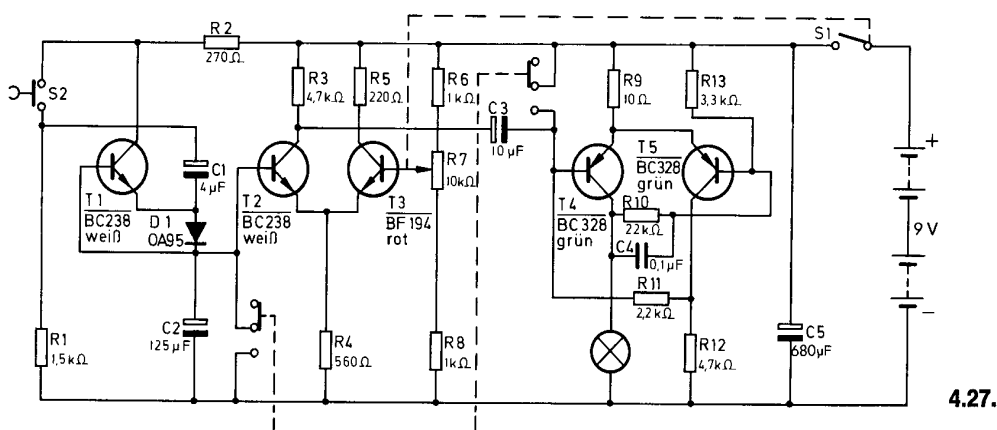 R2
270Ω
S1
S2
R3
4,7kΩ
R5
220Ω
R6
1kΩ
R9
10Ω
R13
3,3kΩ
C3
10µF
+
C1
4µF
R7
10kΩ
T5
BC328
grün
T1
BC238
weiß
D1
OA95
T2
BC238
weiß
T3
BF194
rot
T4
BC328
grün
R10
22kΩ
C4
0,1µF
9V
R11
2,2kΩ
–
R1
1,5kΩ
C2
125µF
R4
560Ω
R8
1kΩ
R12
4,7kΩ
C5
680µF
4.27.